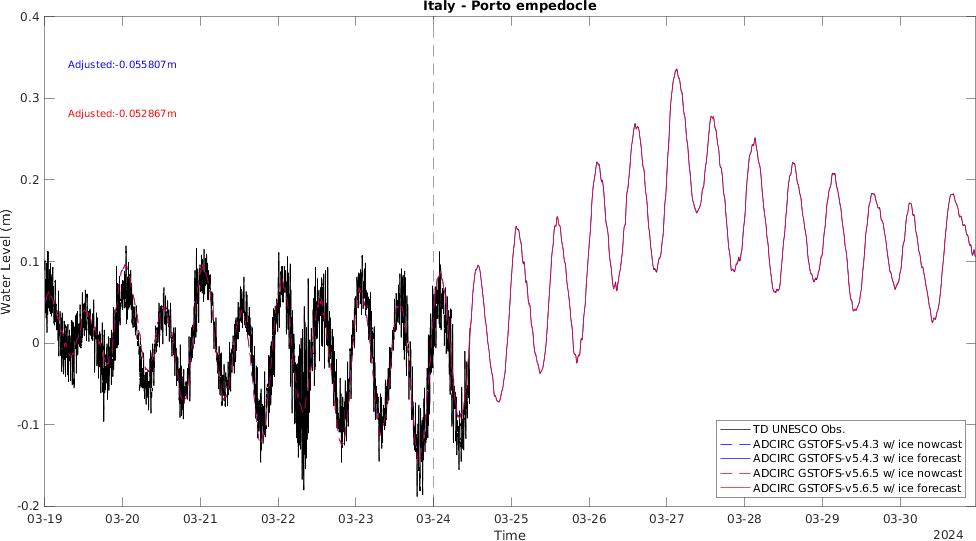 Italy - Porto empedocle
0.4
0.3
0.2
0.1
0
-0.1
-0.2
Water Level (m)
Adjusted:-0.055807m
Adjusted:-0.052867m
TD UNESCO Obs.
ADCIRC GSTOFS-v5.4.3 w/ ice nowcast
ADCIRC GSTOFS-v5.4.3 w/ ice forecast
ADCIRC GSTOFS-v5.6.5 w/ ice nowcast
ADCIRC GSTOFS-v5.6.5 w/ ice forecast
03-19 03-20 03-21 03-22 03-23 03-24 03-25 03-26 03-27 03-28 03-29 03-30
Time
2024